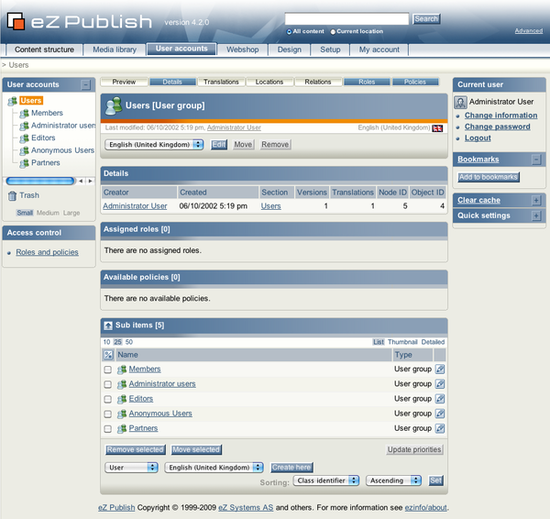 eZ Publish version 4.2.0
Search
All content Current location
Advanced
Content structure Media library User accounts Webshop Design Setup My account
> Users
User accounts
Users
Members
Administrator users
Editors
Anonymous Users
Partners
Trash
Small Medium Large
Access control
Roles and policies
Preview Details Translations Locations Relations Roles Policies
Users [User group]
Last modified: 06/10/2002 5:19 pm, Administrator User English (United Kingdom)
English (United Kingdom) Edit Move Remove
Details
Creator Created Section Versions Translations Node ID Object ID
Administrator User 06/10/2002 5:19 pm Users 1 1 5 4
Assigned roles [0]
There are no assigned roles.
Available policies [0]
There are no available policies.
Sub items [5]
10 25 50 List Thumbnail Detailed
Name Type
Members User group
Administrator users User group
Editors User group
Anonymous Users User group
Partners User group
Remove selected Move selected Update priorities
User English (United Kingdom) Create here
Sorting: Class identifier Ascending Set
Current user
Administrator User
Change information
Change password
Logout
Bookmarks
Add to bookmarks
Clear cache
Quick settings
eZ Publish Copyright © 1999-2009 eZ Systems AS and others. For more information see ezinfo/about.